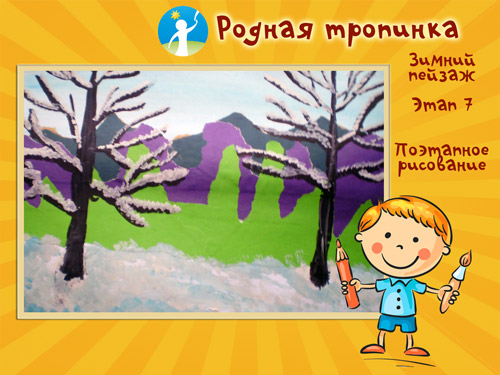 Родная тропинка
Зимний
пейзаж
Этап 7
Поэтапное
рисование